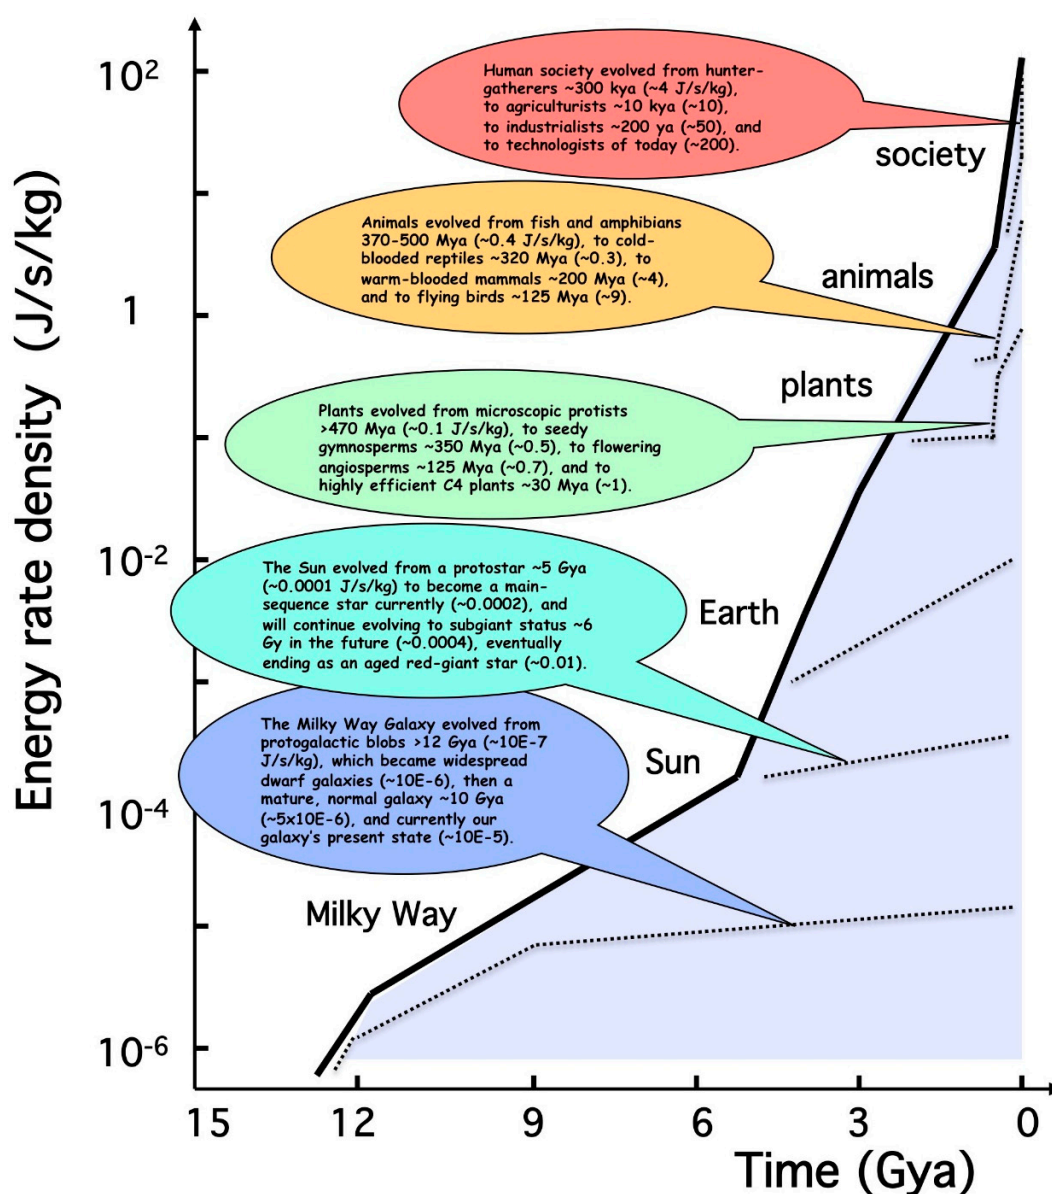 Energy rate density (J/s/kg)
10²
1
10⁻²
10⁻⁴
10⁻⁶
Human society evolved from hunter-
gatherers ~300 kya (~4 J/s/kg),
to agriculturists ~10 kya (~10),
to industrialists ~200 ya (~50), and
to technologists of today (~200).
society
Animals evolved from fish and amphibians
370-500 Mya (~0.4 J/s/kg), to cold-
blooded reptiles ~320 Mya (~0.3), to
warm-blooded mammals ~200 Mya (~4),
and to flying birds ~125 Mya (~9).
animals
plants
Plants evolved from microscopic protists
>470 Mya (~0.1 J/s/kg), to seedy
gymnosperms ~350 Mya (~0.5), to flowering
angiosperms ~125 Mya (~0.7), and to
highly efficient C4 plants ~30 Mya (~1).
The Sun evolved from a protostar ~5 Gya
(~0.0001 J/s/kg) to become a main-
sequence star currently (~0.0002), and
will continue evolving to subgiant status ~6
Gy in the future (~0.0004), eventually
ending as an aged red-giant star (~0.01).
Earth
The Milky Way Galaxy evolved from
protogalactic blobs >12 Gya (~10E-7
J/s/kg), which became widespread
dwarf galaxies (~10E-6), then a
mature, normal galaxy ~10 Gya
(~5x10E-6), and currently our
galaxy's present state (~10E-5).
Sun
Milky Way
15 12 9 6 3 0
Time (Gya)